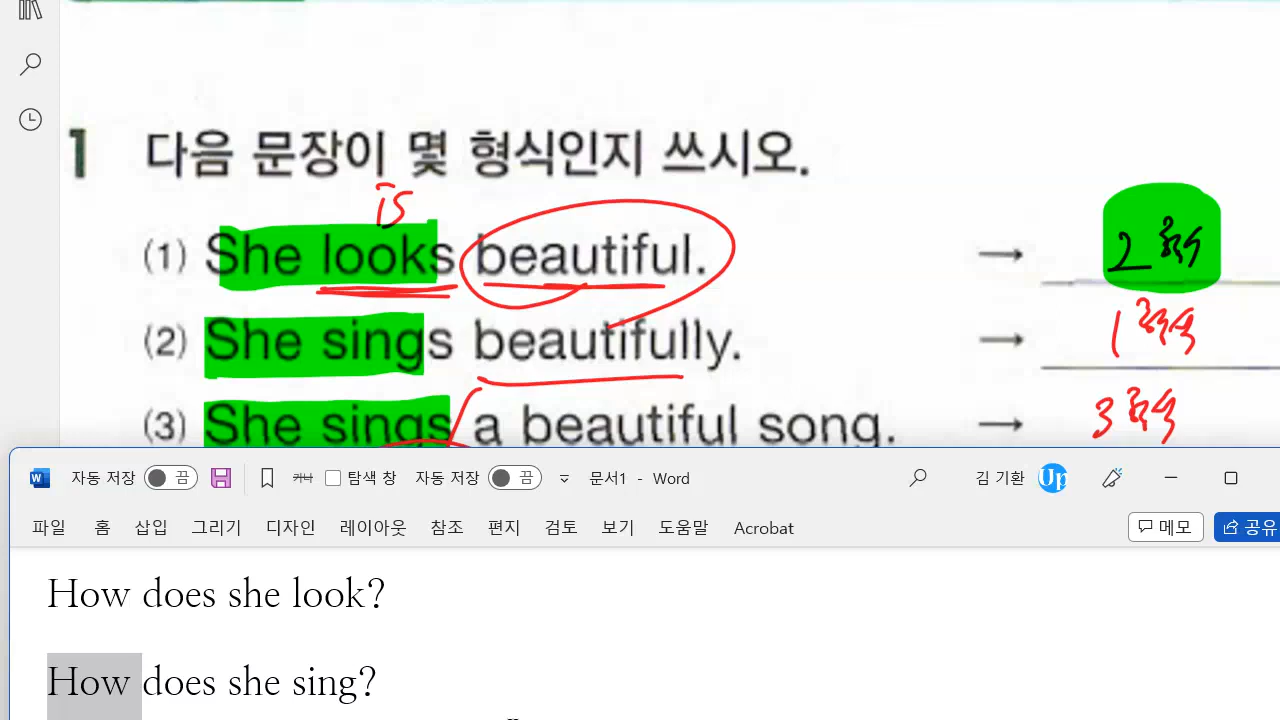 1 다음 문장이 몇 형식인지 쓰시오.
is
(1) She looks beautiful. → 2형식
(2) She sings beautifully. → 1형식
(3) She sings a beautiful song. → 3형식
자동 저장 끔 탐색 창 자동 저장 끔 문서1 - Word 김 기환 Up
파일 홈 삽입 그리기 디자인 레이아웃 참조 편지 검토 보기 도움말 Acrobat 메모 공유
How does she look?
How does she sing?